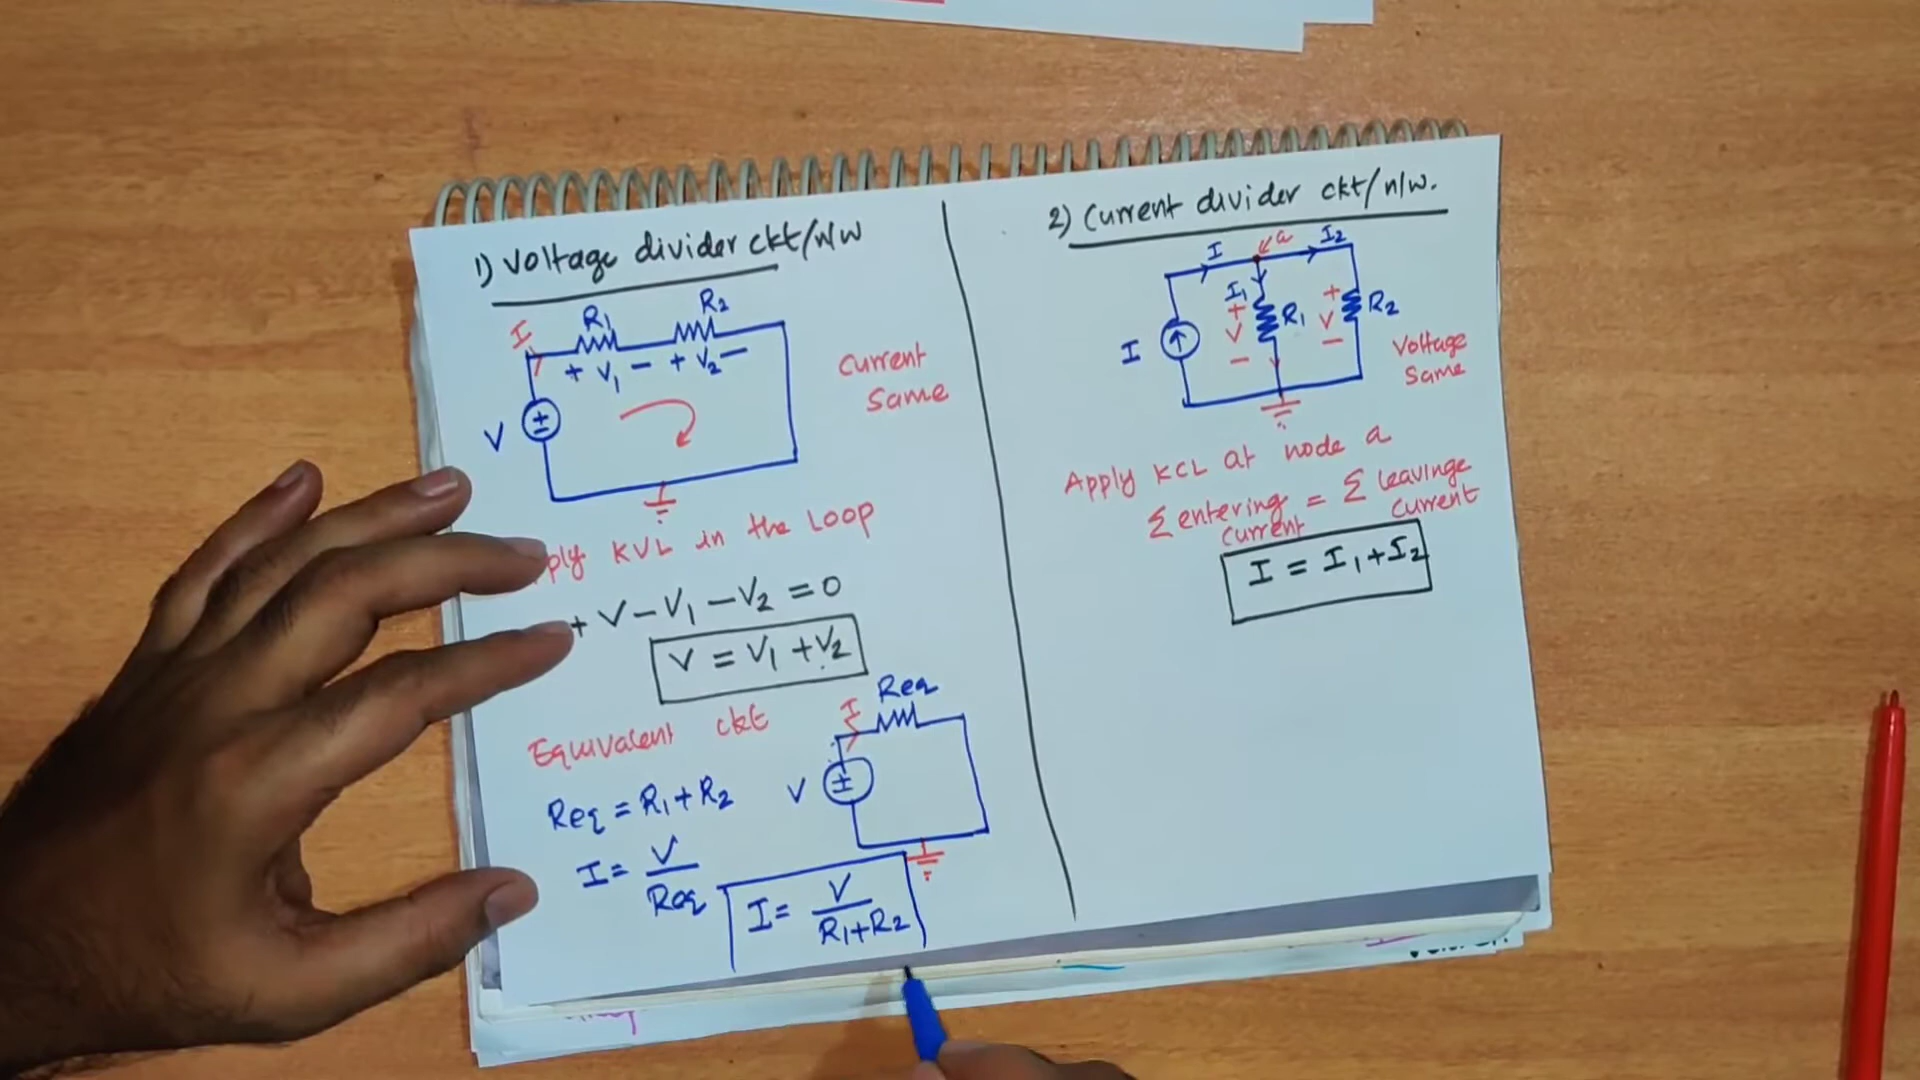 1) Voltage divider ckt/n/w
R1
R2
I
+ V1 - + V2 -
V
Current
Same
KVL in the Loop
+ V - V1 - V2 = 0
V = V1 + V2
Equivalent ckt
Req
I
V
Req = R1 + R2
I = V / Req
I = V / R1+R2
2) Current divider ckt/n/w.
I
a
I2
I1
+
V
-
R1
+
V
-
R2
I
Voltage
Same
Apply KCL at node a
Σ entering current = Σ leavinge current
I = I1 + I2